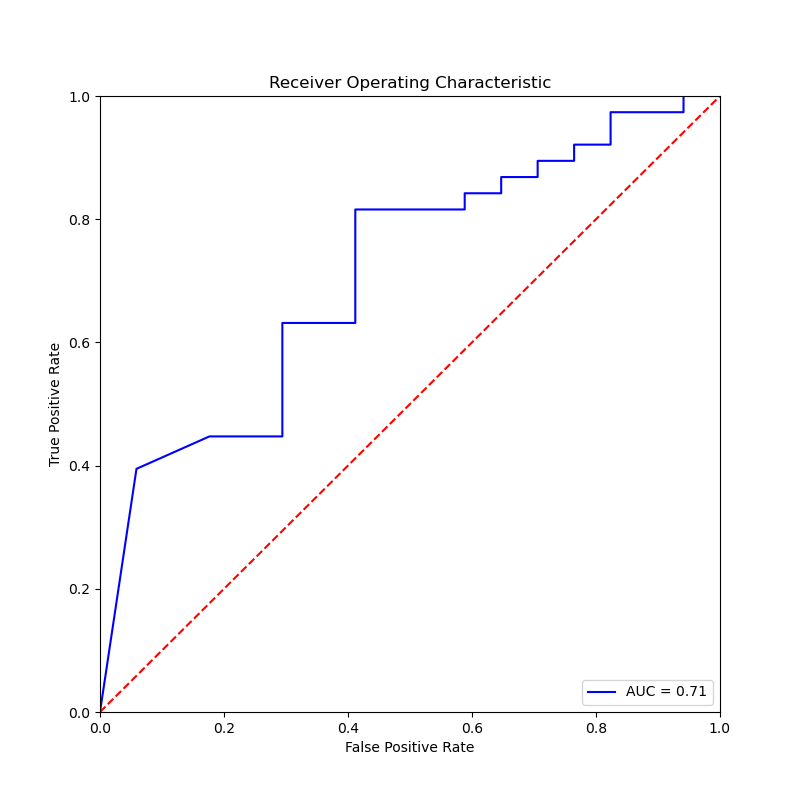 Receiver Operating Characteristic
1.0
0.8
0.6
0.4
0.2
0.0
True Positive Rate
AUC = 0.71
0.0 0.2 0.4 0.6 0.8 1.0
False Positive Rate